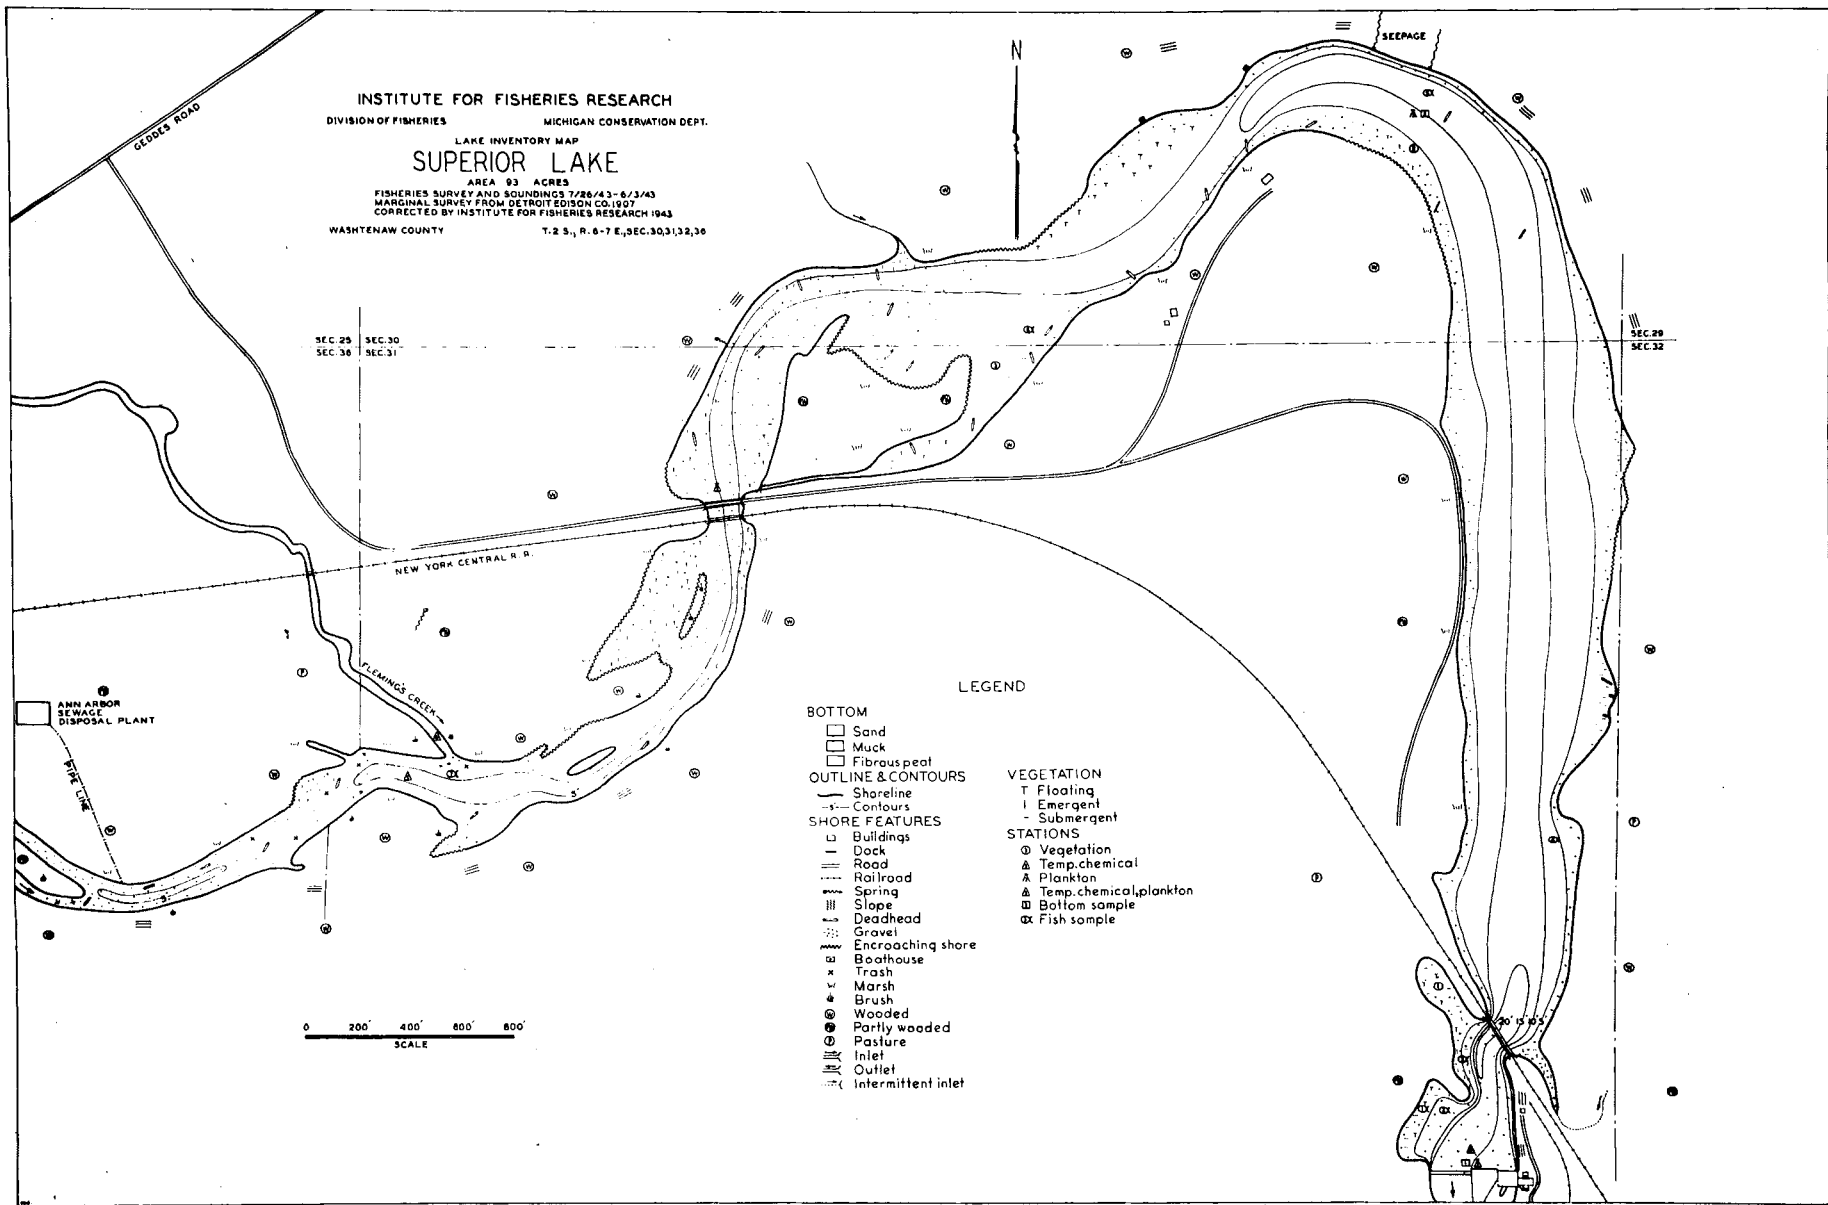 SEEPAGE
N
GEDDES ROAD
INSTITUTE FOR FISHERIES RESEARCH
DIVISION OF FISHERIES MICHIGAN CONSERVATION DEPT.
LAKE INVENTORY MAP
SUPERIOR LAKE
AREA 93 ACRES
FISHERIES SURVEY AND SOUNDINGS 7/26/43-6/3/43
MARGINAL SURVEY FROM DETROIT EDISON CO. 1907
CORRECTED BY INSTITUTE FOR FISHERIES RESEARCH 1943
WASHTENAW COUNTY T. 2 S., R. 6-7 E., SEC. 30,31,32,36
SEC. 25 SEC. 30
SEC. 36 SEC. 31
SEC. 29
SEC. 32
NEW YORK CENTRAL R.R.
FLEMINGS CREEK
ANN ARBOR
SEWAGE
DISPOSAL PLANT
PIPE LINE
5'
5'
LEGEND
BOTTOM
Sand
Muck
Fibrous peat
OUTLINE & CONTOURS
Shoreline
-5'- Contours
SHORE FEATURES
Buildings
Dock
Road
Railroad
Spring
Slope
Deadhead
Gravel
Encroaching shore
Boathouse
Trash
Marsh
Brush
W Wooded
Partly wooded
P Pasture
Inlet
Outlet
Intermittent inlet
VEGETATION
T Floating
I Emergent
- Submergent
STATIONS
Vegetation
Temp. chemical
Plankton
Temp. chemical, plankton
Bottom sample
Fish sample
0 200' 400' 600' 800'
SCALE
20' 15' 10' 5'